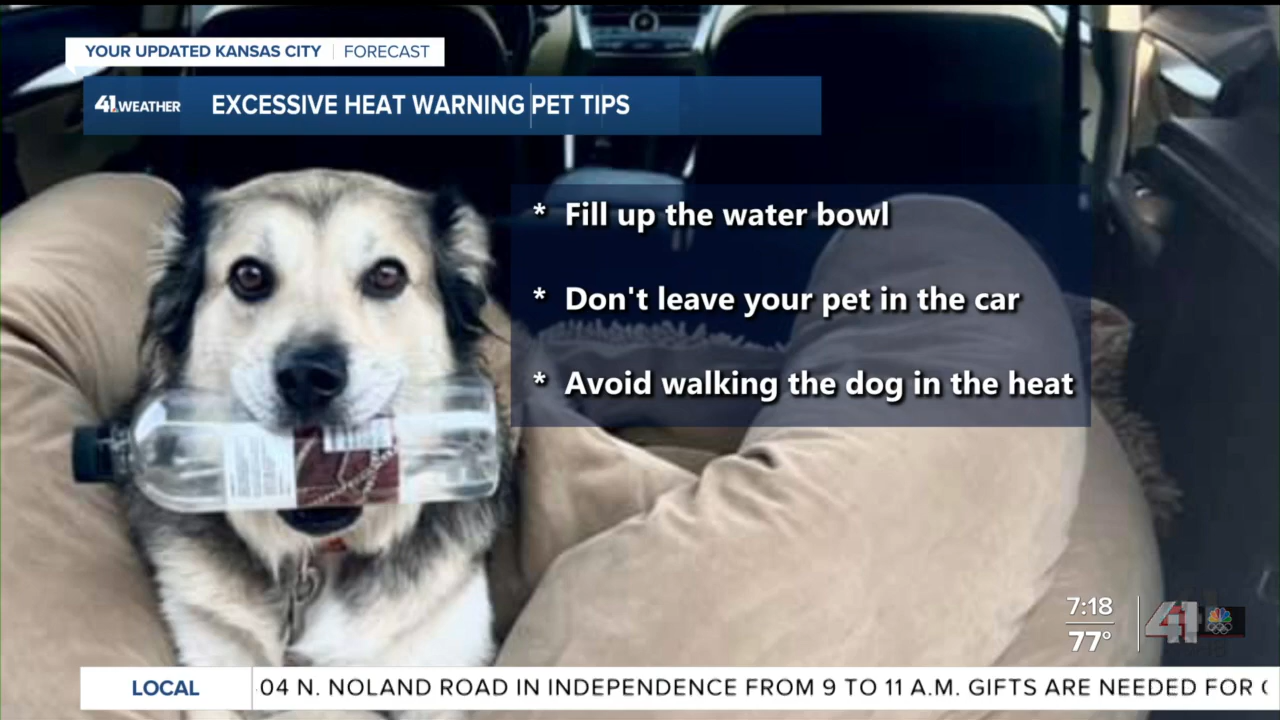 YOUR UPDATED KANSAS CITY | FORECAST
41 WEATHER EXCESSIVE HEAT WARNING PET TIPS
* Fill up the water bowl
* Don't leave your pet in the car
* Avoid walking the dog in the heat
7:18
77°
41
LOCAL 04 N. NOLAND ROAD IN INDEPENDENCE FROM 9 TO 11 A.M. GIFTS ARE NEEDED FOR